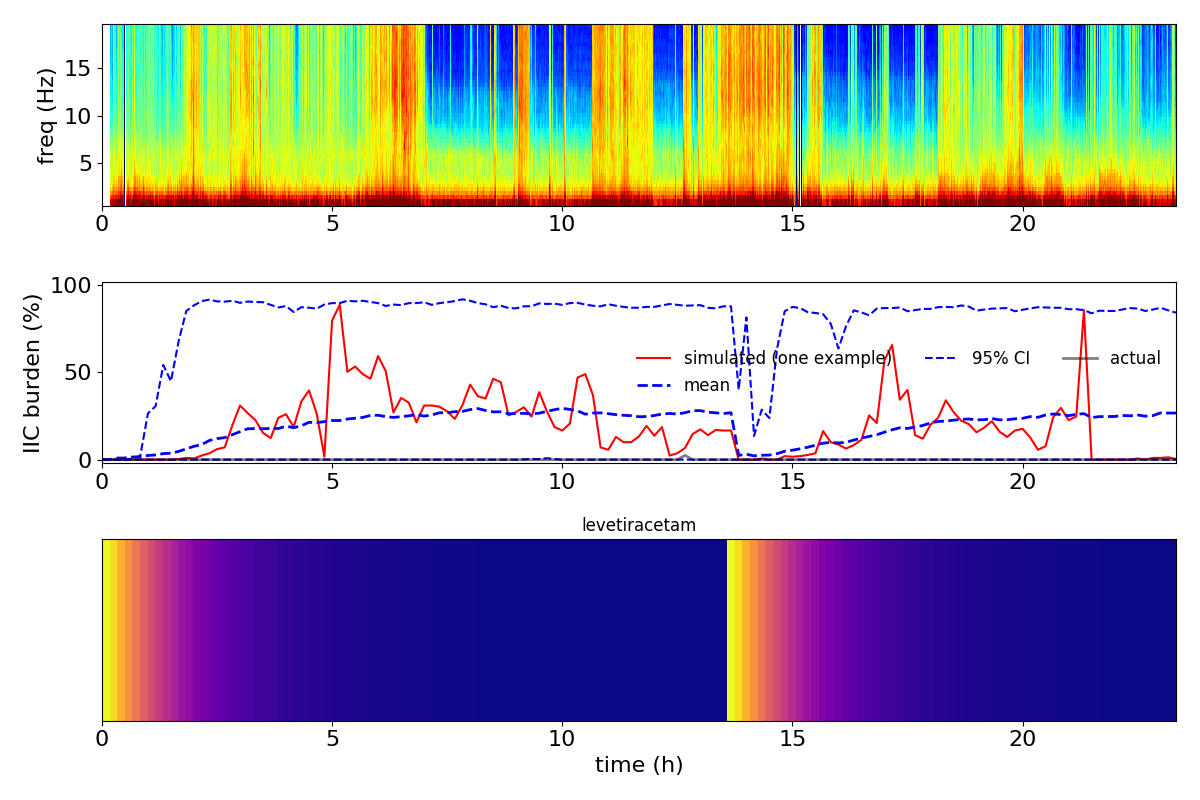 freq (Hz)
15
10
5
0 5 10 15 20
IIC burden (%)
100
50
0
simulated (one example) 95% CI actual
mean
0 5 10 15 20
levetiracetam
0 5 10 15 20
time (h)